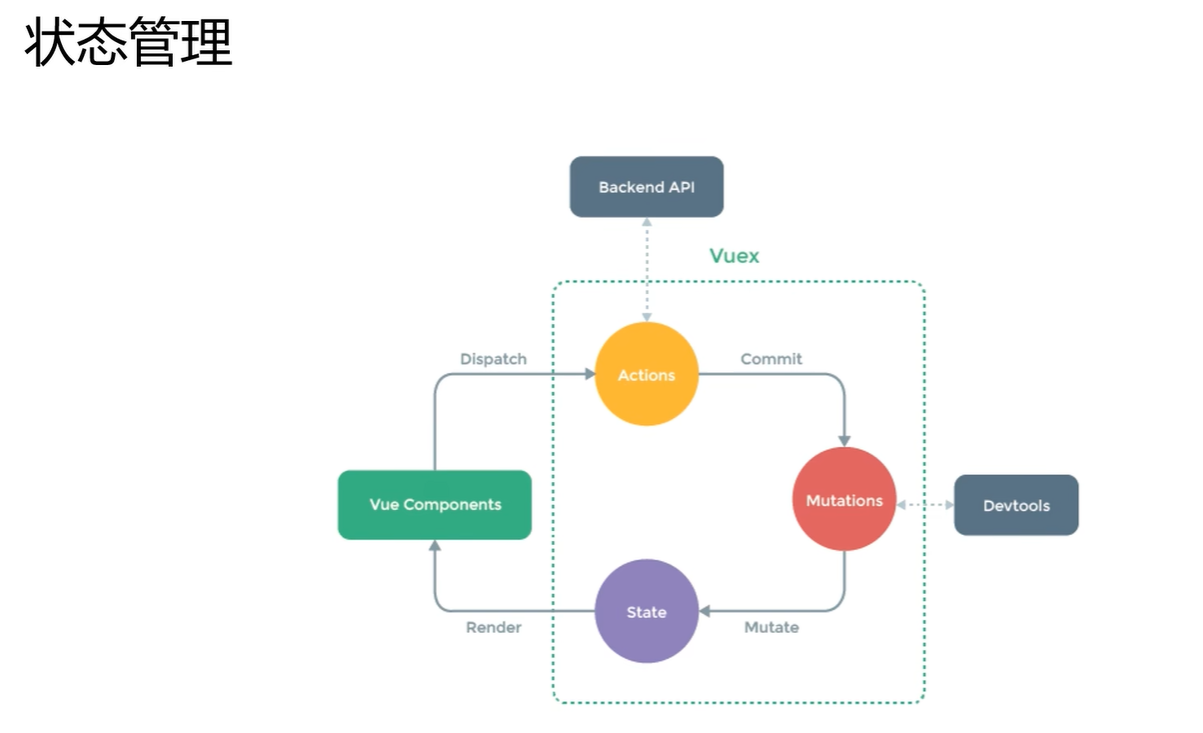 状态管理
Backend API
Vuex
Dispatch
Actions
Commit
Vue Components
Mutations
Devtools
State
Render
Mutate